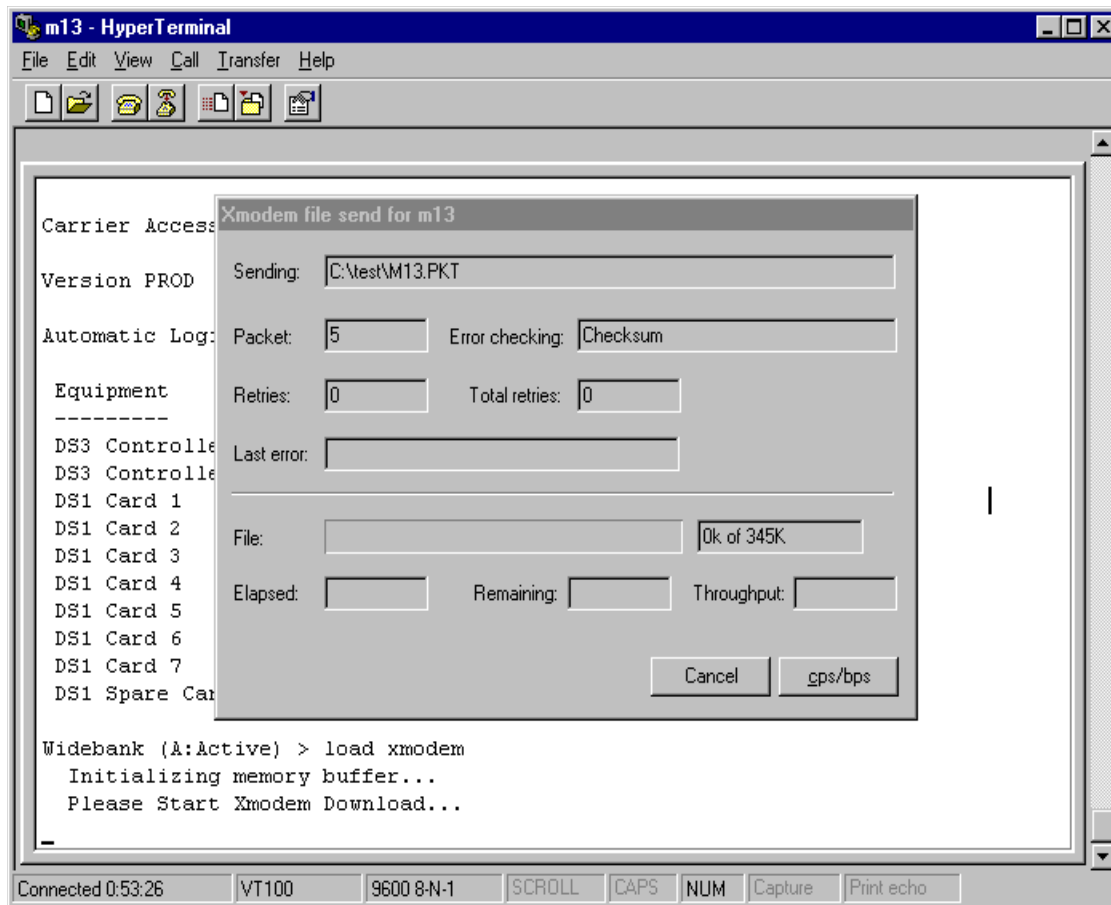 m13 - HyperTerminal
File Edit View Call Transfer Help
Carrier Access
Version PROD
Automatic Logi
Equipment
---------
DS3 Controlle
DS3 Controlle
DS1 Card 1
DS1 Card 2
DS1 Card 3
DS1 Card 4
DS1 Card 5
DS1 Card 6
DS1 Card 7
DS1 Spare Car
Xmodem file send for m13
Sending: C:\test\M13.PKT
Packet: 5 Error checking: Checksum
Retries: 0 Total retries: 0
Last error:
File: 0k of 345K
Elapsed: Remaining: Throughput:
Cancel cps/bps
Widebank (A:Active) > load xmodem
Initializing memory buffer...
Please Start Xmodem Download...
Connected 0:53:26 VT100 9600 8-N-1 SCROLL CAPS NUM Capture Print echo